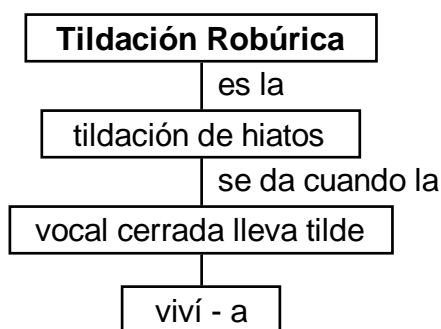 Tildación Robúrica
es la
tildación de hiatos
se da cuando la
vocal cerrada lleva tilde
viví - a